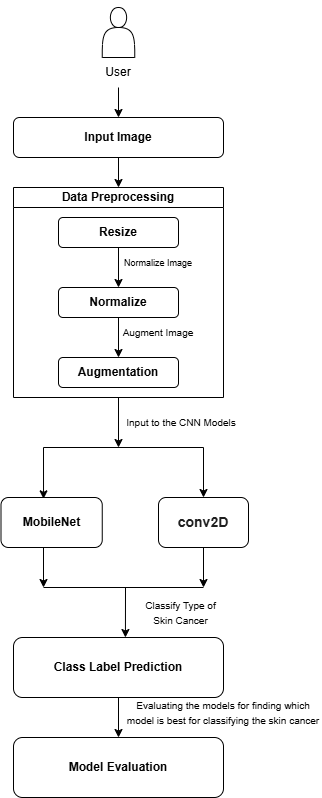 User
Input Image
Data Preprocessing
Resize
Normalize Image
Normalize
Augment Image
Augmentation
Input to the CNN Models
MobileNet
conv2D
Classify Type of
Skin Cancer
Class Label Prediction
Evaluating the models for finding which
model is best for classifying the skin cancer
Model Evaluation